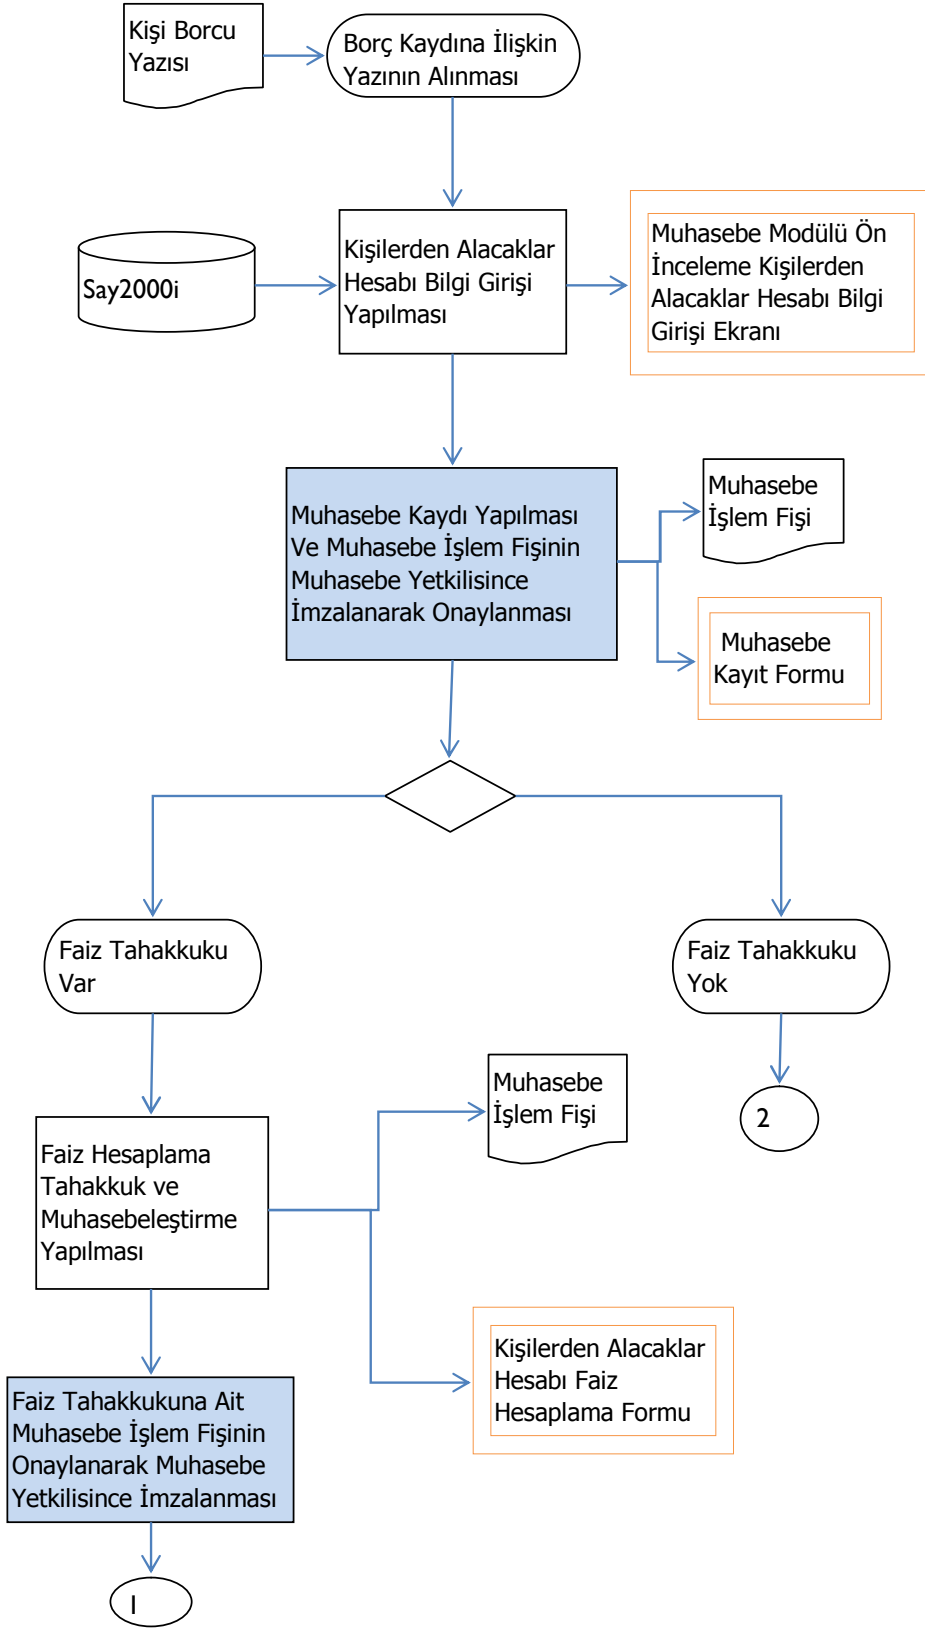 Kişi Borcu
Yazısı
Borç Kaydına İlişkin
Yazının Alınması
Say2000i
Kişilerden Alacaklar
Hesabı Bilgi Girişi
Yapılması
Muhasebe Modülü Ön
İnceleme Kişilerden
Alacaklar Hesabı Bilgi
Girişi Ekranı
Muhasebe Kaydı Yapılması
Ve Muhasebe İşlem Fişinin
Muhasebe Yetkilisince
İmzalanarak Onaylanması
Muhasebe
İşlem Fişi
Muhasebe
Kayıt Formu
Faiz Tahakkuku
Var
Faiz Tahakkuku
Yok
2
Faiz Hesaplama
Tahakkuk ve
Muhasebeleştirme
Yapılması
Muhasebe
İşlem Fişi
Kişilerden Alacaklar
Hesabı Faiz
Hesaplama Formu
Faiz Tahakkukuna Ait
Muhasebe İşlem Fişinin
Onaylanarak Muhasebe
Yetkilisince İmzalanması
1